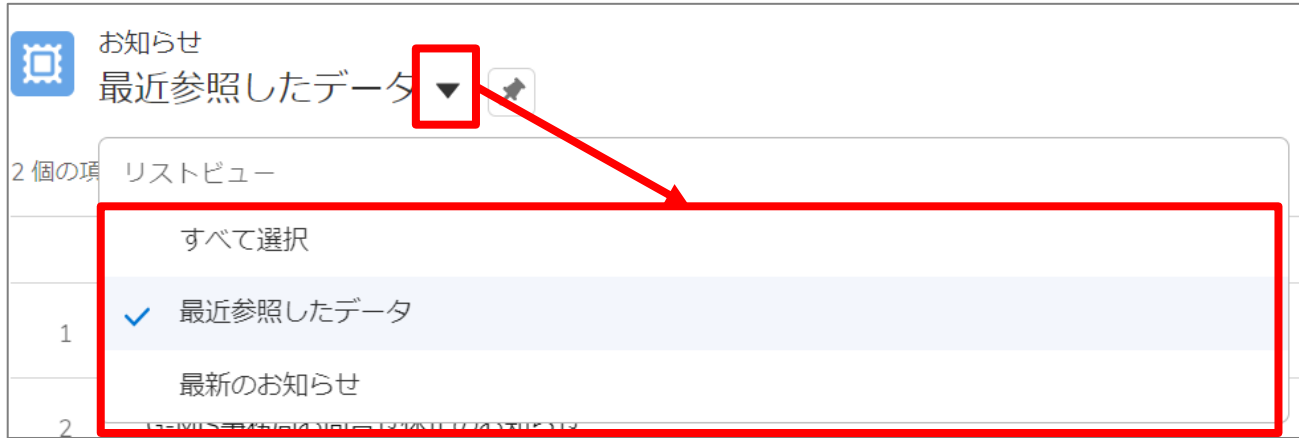 お知らせ
最近参照したデータ
2 個の項
リストビュー
すべて選択
最近参照したデータ
1
最新のお知らせ
2